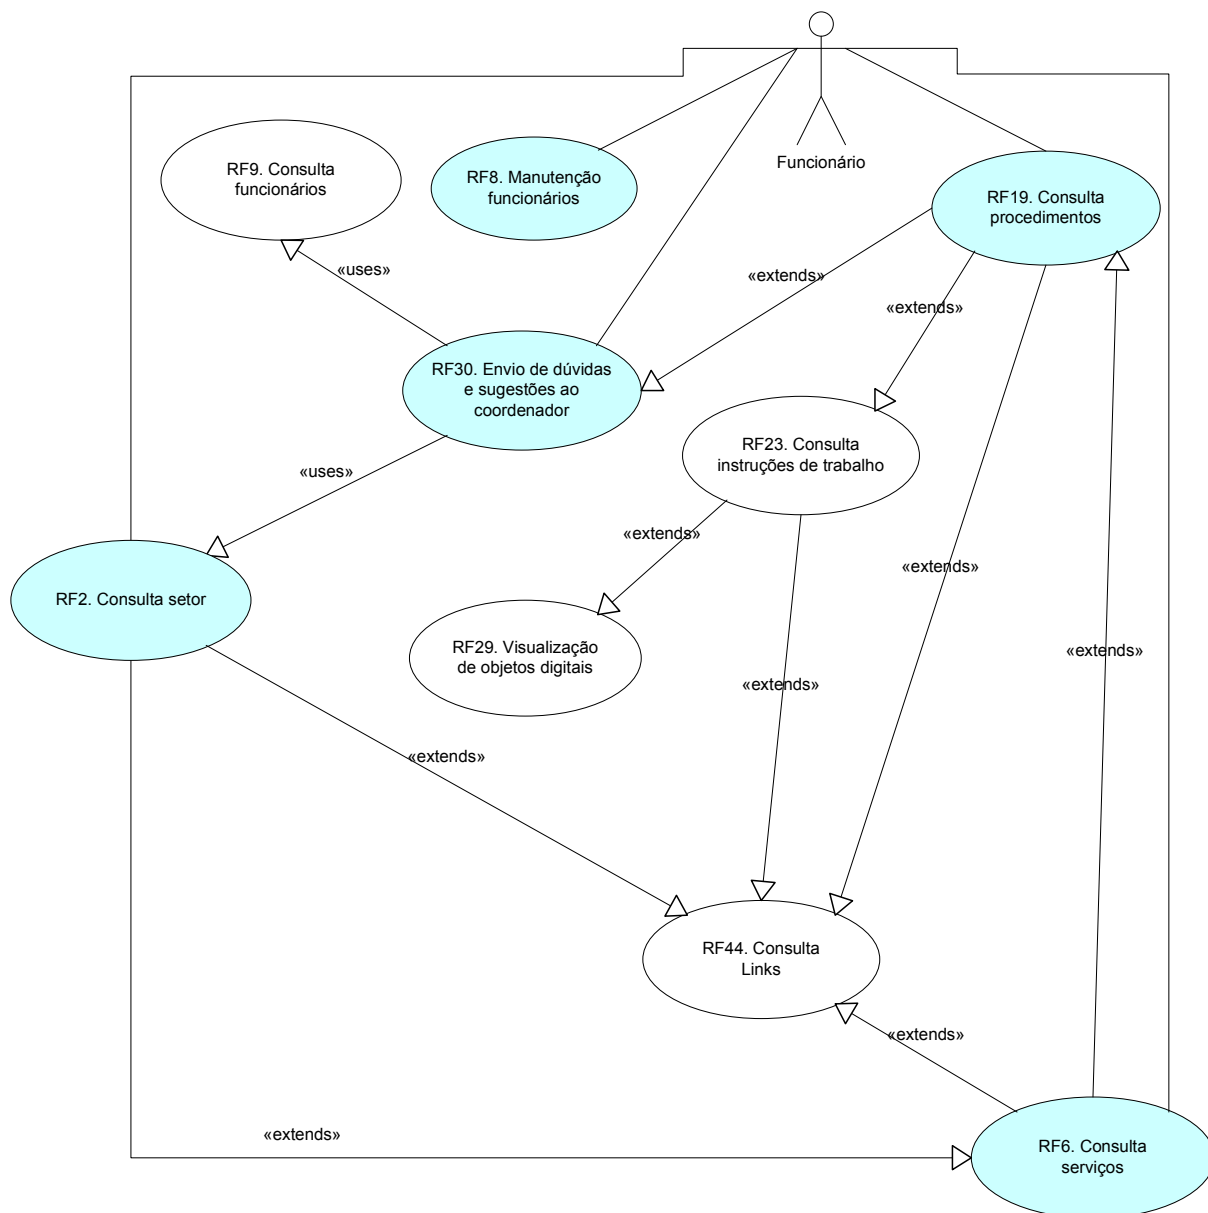 Funcionário
RF9. Consulta
funcionários
RF8. Manutenção
funcionários
RF19. Consulta
procedimentos
«uses»
«extends»
«extends»
RF30. Envio de dúvidas
e sugestões ao
coordenador
RF23. Consulta
instruções de trabalho
«uses»
«extends»
«extends»
RF2. Consulta setor
RF29. Visualização
de objetos digitais
«extends»
«extends»
«extends»
RF44. Consulta
Links
«extends»
«extends»
RF6. Consulta
serviços